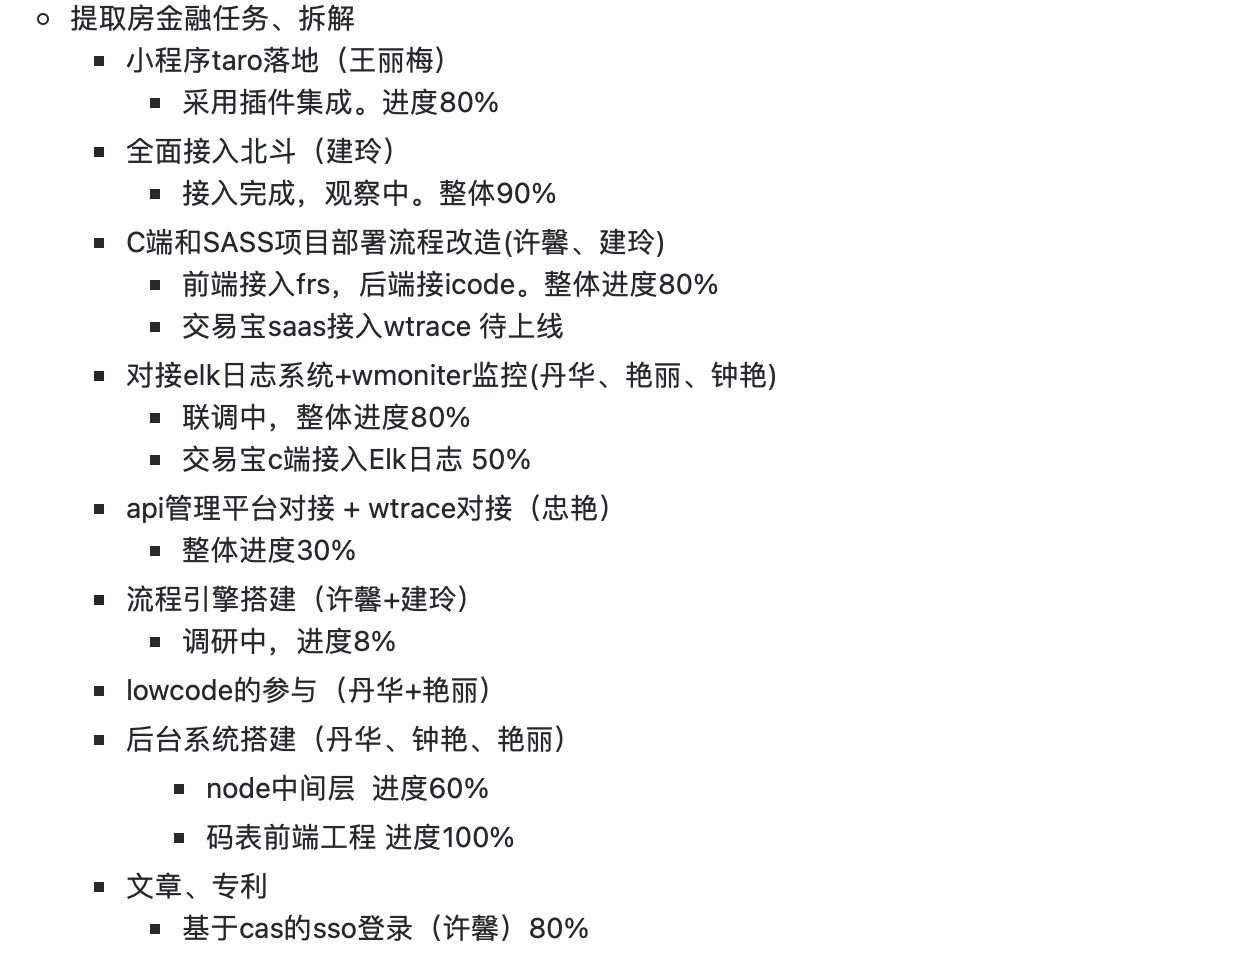 提取房金融任务、拆解
小程序taro落地（王丽梅）
采用插件集成。进度80%
全面接入北斗（建玲）
接入完成，观察中。整体90%
C端和SASS项目部署流程改造(许馨、建玲)
前端接入frs，后端接icode。整体进度80%
交易宝saas接入wtrace 待上线
对接elk日志系统+wmoniter监控(丹华、艳丽、钟艳)
联调中，整体进度80%
交易宝c端接入Elk日志 50%
api管理平台对接 + wtrace对接（忠艳）
整体进度30%
流程引擎搭建（许馨+建玲）
调研中，进度8%
lowcode的参与（丹华+艳丽）
后台系统搭建（丹华、钟艳、艳丽）
node中间层  进度60%
码表前端工程 进度100%
文章、专利
基于cas的sso登录（许馨）80%